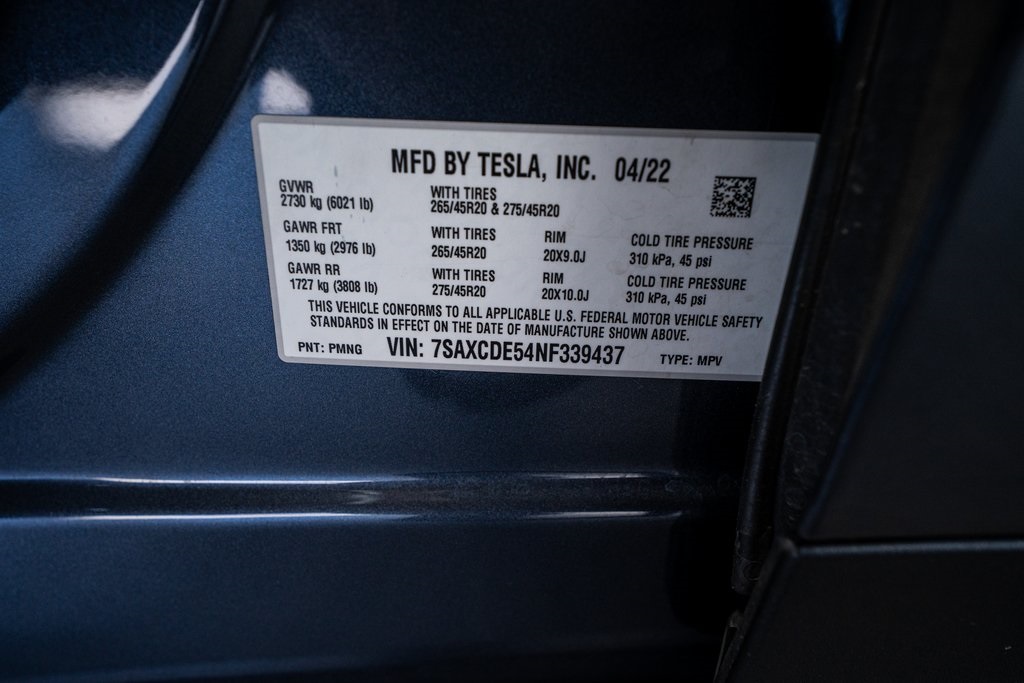 MFD BY TESLA, INC. 04/22
GVWR
2730 kg (6021 lb)
WITH TIRES
265/45R20 & 275/45R20
GAWR FRT
1350 kg (2976 lb)
WITH TIRES
265/45R20
RIM
20X9.0J
COLD TIRE PRESSURE
310 kPa, 45 psi
GAWR RR
1727 kg (3808 lb)
WITH TIRES
275/45R20
RIM
20X10.0J
COLD TIRE PRESSURE
310 kPa, 45 psi
THIS VEHICLE CONFORMS TO ALL APPLICABLE U.S. FEDERAL MOTOR VEHICLE SAFETY
STANDARDS IN EFFECT ON THE DATE OF MANUFACTURE SHOWN ABOVE.
PNT: PMNG VIN: 7SAXCDE54NF339437 TYPE: MPV